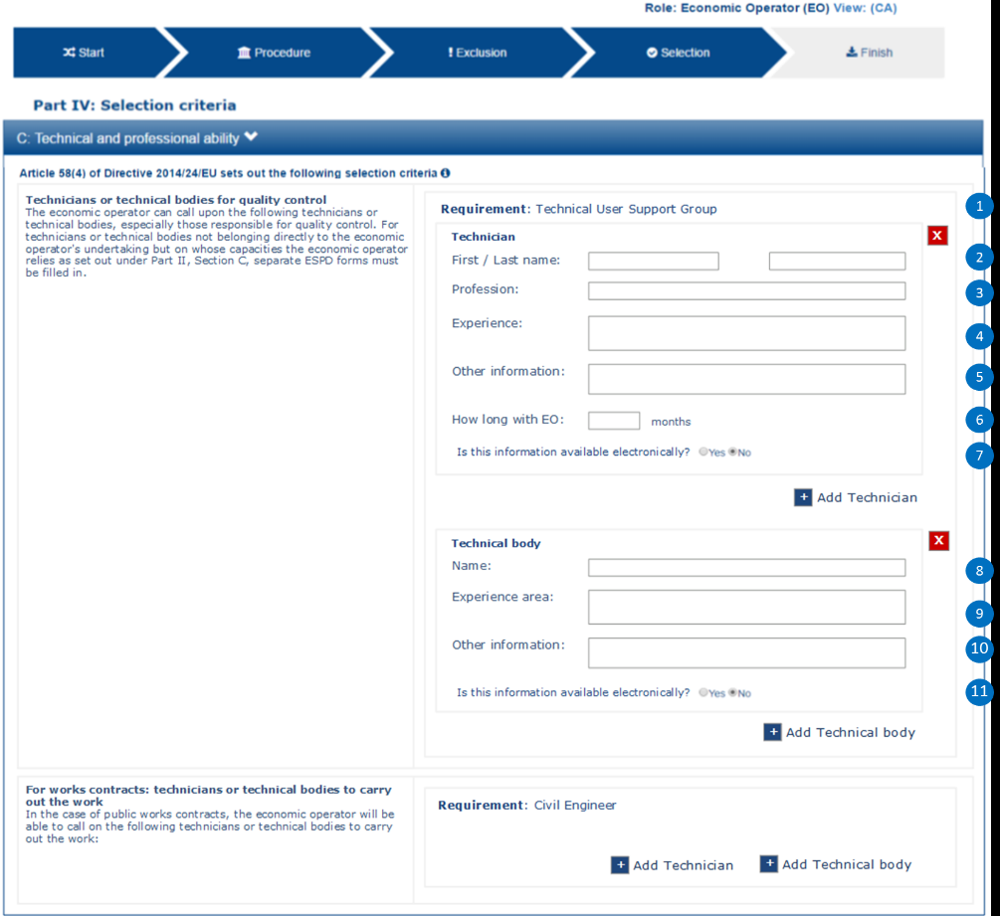 Role: Economic Operator (EO) View: (CA)
Start
Procedure
Exclusion
Selection
Finish
Part IV: Selection criteria
C: Technical and professional ability
Article 58(4) of Directive 2014/24/EU sets out the following selection criteria
Technicians or technical bodies for quality control
The economic operator can call upon the following technicians or
technical bodies, especially those responsible for quality control. For
technicians or technical bodies not belonging directly to the economic
operator's undertaking but on whose capacities the economic operator
relies as set out under Part II, Section C, separate ESPD forms must
be filled in.
Requirement: Technical User Support Group
1
Technician
X
First / Last name:
2
Profession:
3
Experience:
4
Other information:
5
How long with EO:
months
6
Is this information available electronically? Yes No
7
+ Add Technician
Technical body
X
Name:
8
Experience area:
9
Other information:
10
Is this information available electronically? Yes No
11
+ Add Technical body
For works contracts: technicians or technical bodies to carry
out the work
In the case of public works contracts, the economic operator will be
able to call on the following technicians or technical bodies to carry
out the work:
Requirement: Civil Engineer
+ Add Technician
+ Add Technical body